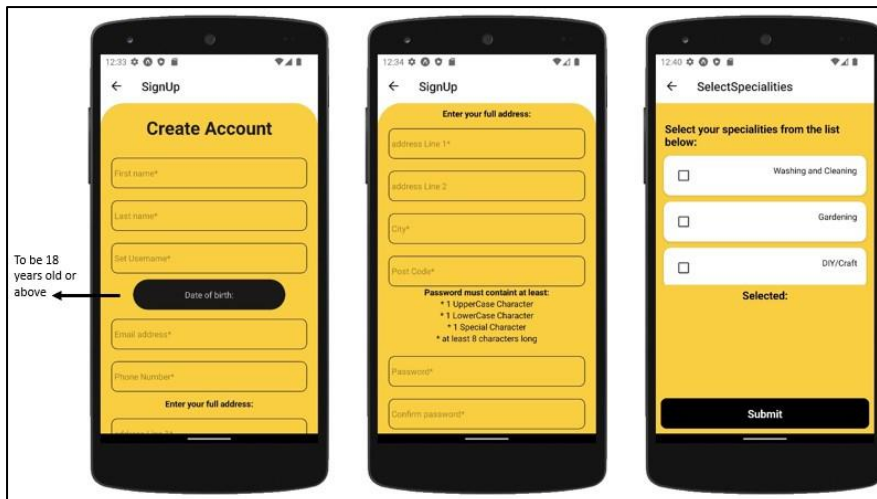 To be 18
years old or
above
12:33
SignUp
Create Account
First name*
Last name*
Set Username*
Date of birth:
Email address*
Phone Number*
Enter your full address:
12:34
SignUp
Enter your full address:
address Line 1*
address Line 2
City*
Post Code*
Password must containt at least:
* 1 UpperCase Character
* 1 LowerCase Character
* 1 Special Character
* at least 8 characters long
Password*
Confirm password*
12:40
SelectSpecialities
Select your specialities from the list
below:
Washing and Cleaning
Gardening
DIY/Craft
Selected:
Submit